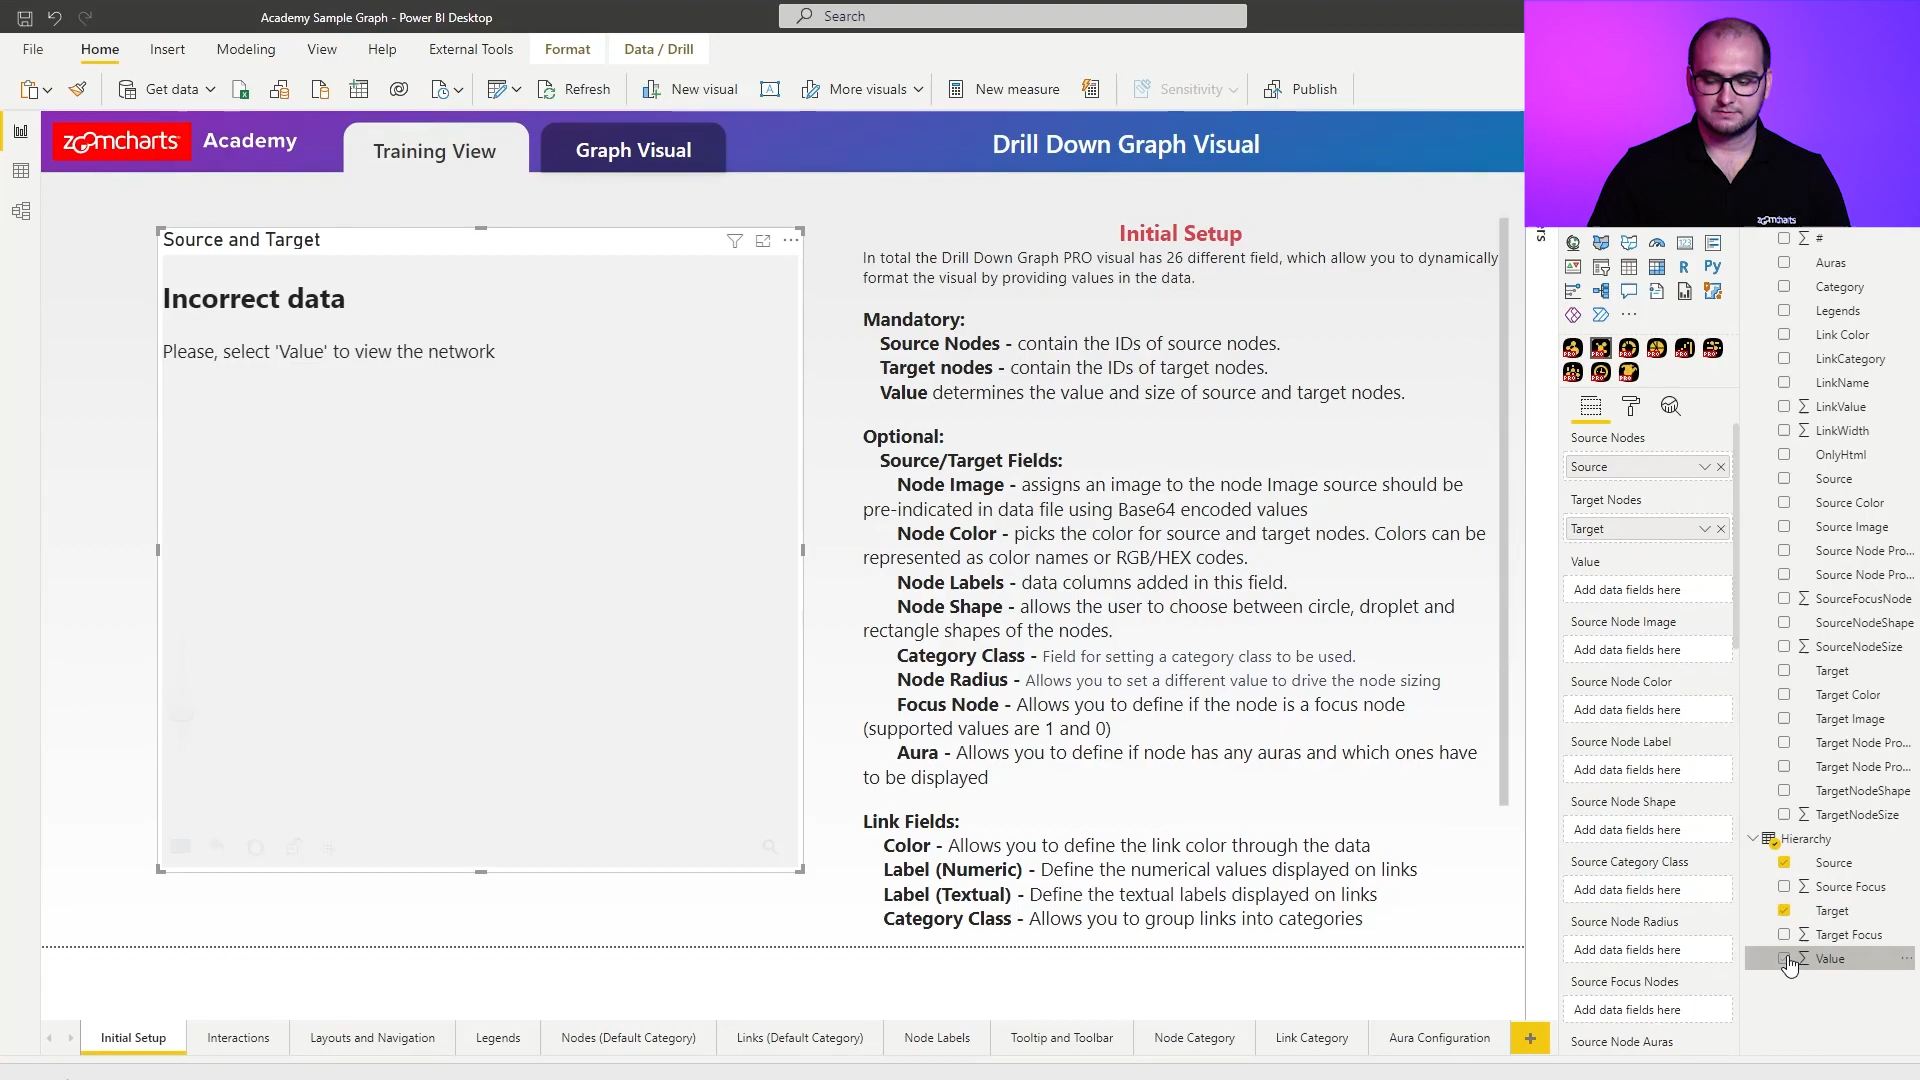 Academy Sample Graph - Power BI Desktop
Search
File
Home
Insert
Modeling
View
Help
External Tools
Format
Data / Drill
Get data
Refresh
New visual
More visuals
New measure
Sensitivity
Publish
zoomcharts
Academy
Training View
Graph Visual
Drill Down Graph Visual
zoomcharts
Source and Target
Incorrect data
Please, select 'Value' to view the network
Initial Setup
In total the Drill Down Graph PRO visual has 26 different field, which allow you to dynamically
format the visual by providing values in the data.
Mandatory:
Source Nodes - contain the IDs of source nodes.
Target nodes - contain the IDs of target nodes.
Value determines the value and size of source and target nodes.
Optional:
Source/Target Fields:
Node Image - assigns an image to the node Image source should be
pre-indicated in data file using Base64 encoded values
Node Color - picks the color for source and target nodes. Colors can be
represented as color names or RGB/HEX codes.
Node Labels - data columns added in this field.
Node Shape - allows the user to choose between circle, droplet and
rectangle shapes of the nodes.
Category Class - Field for setting a category class to be used.
Node Radius - Allows you to set a different value to drive the node sizing
Focus Node - Allows you to define if the node is a focus node
(supported values are 1 and 0)
Aura - Allows you to define if node has any auras and which ones have
to be displayed
Link Fields:
Color - Allows you to define the link color through the data
Label (Numeric) - Define the numerical values displayed on links
Label (Textual) - Define the textual labels displayed on links
Category Class - Allows you to group links into categories
R
Py
PRO PRO PRO PRO PRO PRO
PRO PRO PRO
Source Nodes
Source
Target Nodes
Target
Value
Add data fields here
Source Node Image
Add data fields here
Source Node Color
Add data fields here
Source Node Label
Add data fields here
Source Node Shape
Add data fields here
Source Category Class
Add data fields here
Source Node Radius
Add data fields here
Source Focus Nodes
Add data fields here
Source Node Auras
#
Auras
Category
Legends
Link Color
LinkCategory
LinkName
LinkValue
LinkWidth
OnlyHtml
Source
Source Color
Source Image
Source Node Pro...
Source Node Pro...
SourceFocusNode
SourceNodeShape
SourceNodeSize
Target
Target Color
Target Image
Target Node Pro...
Target Node Pro...
TargetNodeShape
TargetNodeSize
Hierarchy
Source
Source Focus
Target
Target Focus
Value
Initial Setup
Interactions
Layouts and Navigation
Legends
Nodes (Default Category)
Links (Default Category)
Node Labels
Tooltip and Toolbar
Node Category
Link Category
Aura Configuration